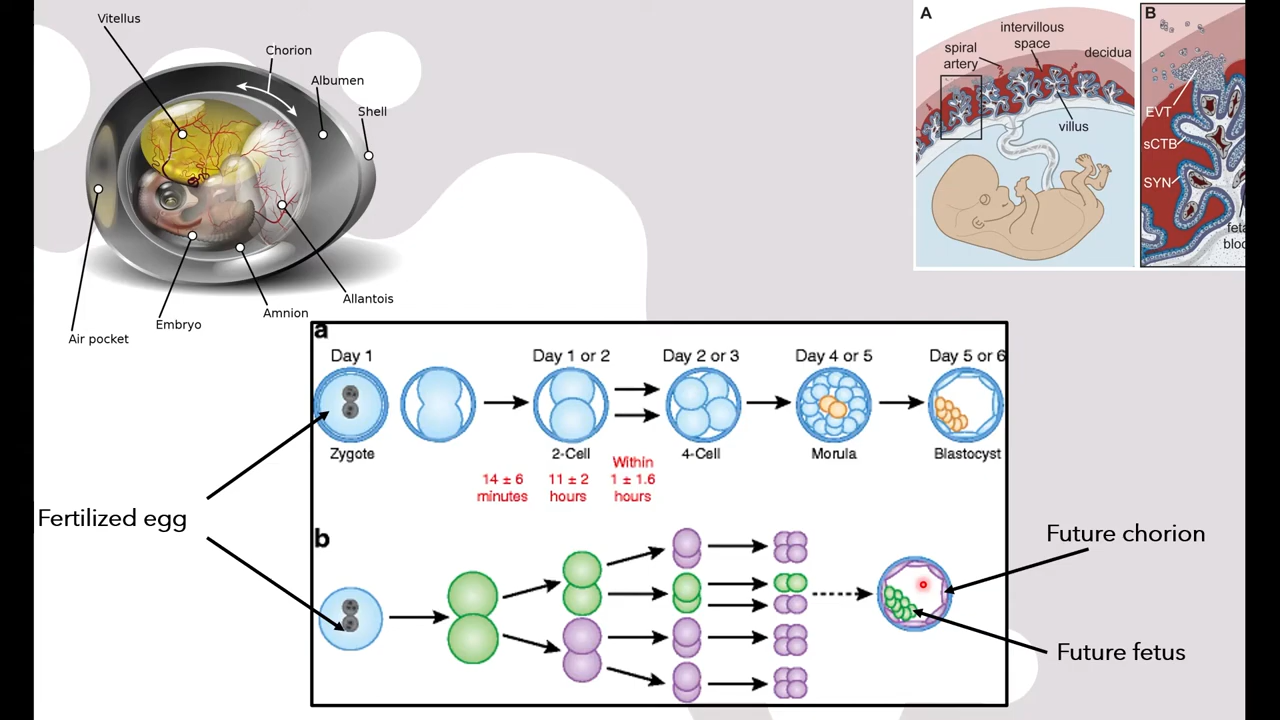 Vitellus
Chorion
Albumen
Shell
Air pocket
Embryo
Amnion
Allantois
A
spiral
artery
intervillous
space
decidua
villus
B
EVT
sCTB
SYN
feta
bloc
a
Day 1
Day 1 or 2
Day 2 or 3
Day 4 or 5
Day 5 or 6
Zygote
2-Cell
4-Cell
Morula
Blastocyst
14 ± 6
minutes
11 ± 2
hours
Within
1 ± 1.6
hours
Fertilized egg
b
Future chorion
Future fetus